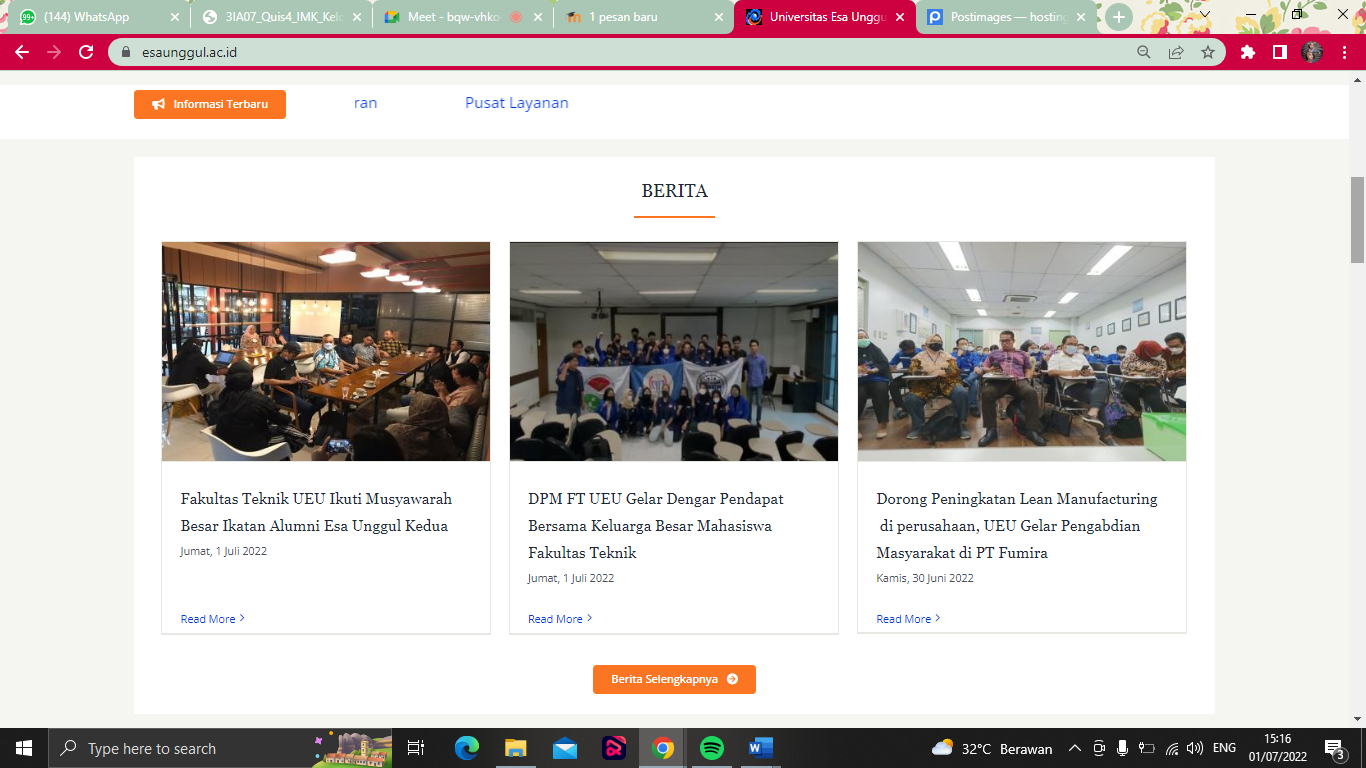 (144) WhatsApp
3IA07_Quis4_IMK_Kelo
Meet - bqw-vhko
1 pesan baru
Universitas Esa Unggu
Postimages — hosting
esaunggul.ac.id
Informasi Terbaru
ran
Pusat Layanan
BERITA
Fakultas Teknik UEU Ikuti Musyawarah
Besar Ikatan Alumni Esa Unggul Kedua
Jumat, 1 Juli 2022
Read More
DPM FT UEU Gelar Dengar Pendapat
Bersama Keluarga Besar Mahasiswa
Fakultas Teknik
Jumat, 1 Juli 2022
Read More
Dorong Peningkatan Lean Manufacturing
di perusahaan, UEU Gelar Pengabdian
Masyarakat di PT Fumira
Kamis, 30 Juni 2022
Read More
Berita Selengkapnya
Type here to search
32°C Berawan
ENG
15:16
01/07/2022
3